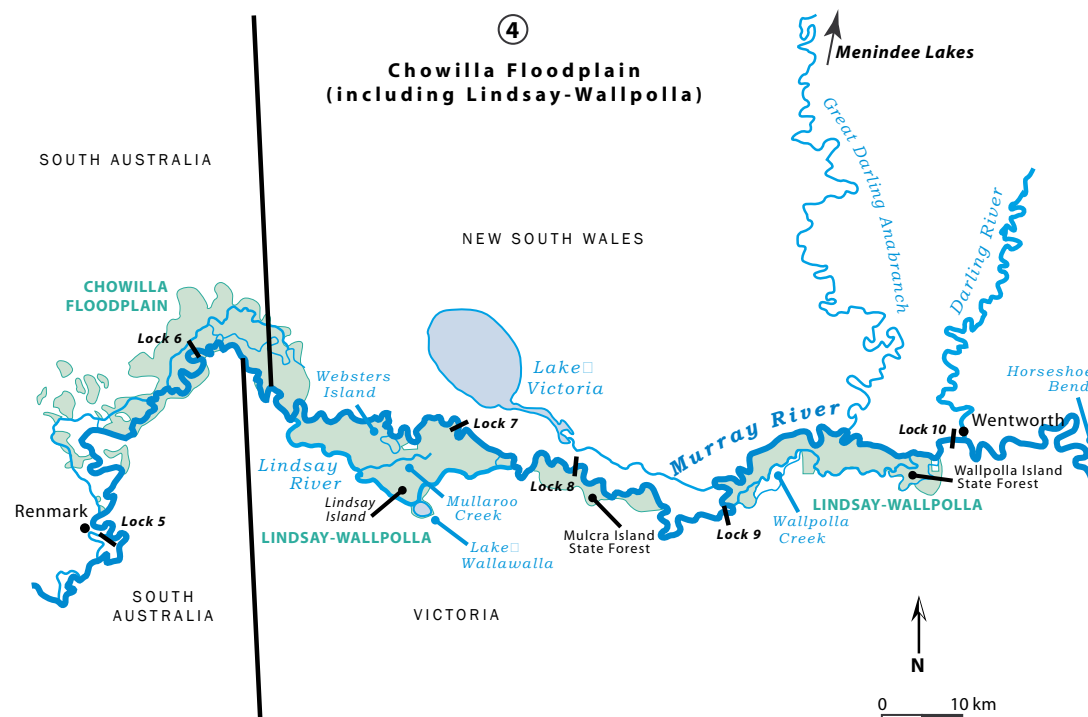 4
Chowilla Floodplain
(including Lindsay-Wallpolla)
Menindee Lakes
Great Darling Anabranch
SOUTH AUSTRALIA
Darling River
NEW SOUTH WALES
CHOWILLA
FLOODPLAIN
Lock 6
Websters
Island
Lake
Victoria
Horseshoe
Bend
Lock 7
Murray River
Lock 10
Wentworth
Lindsay
River
Lindsay
Island
Mullaroo
Creek
Lock 8
Wallpolla Island
State Forest
Renmark
Lock 5
LINDSAY-WALLPOLLA
Lake
Wallawalla
Mulcra Island
State Forest
Lock 9
Wallpolla
Creek
LINDSAY-WALLPOLLA
SOUTH
AUSTRALIA
VICTORIA
N
0 10 km